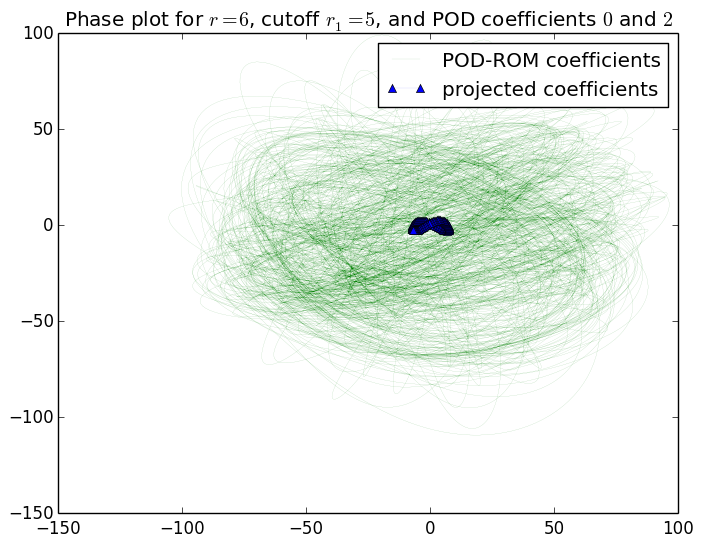 Phase plot for r = 6, cutoff r₁ = 5, and POD coefficients 0 and 2
100
POD-ROM coefficients
projected coefficients
50
0
−50
−100
−150
−150 −100 −50 0 50 100